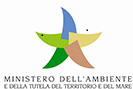 MINISTERO DELL'AMBIENTE
E DELLA TUTELA DEL TERRITORIO E DEL MARE